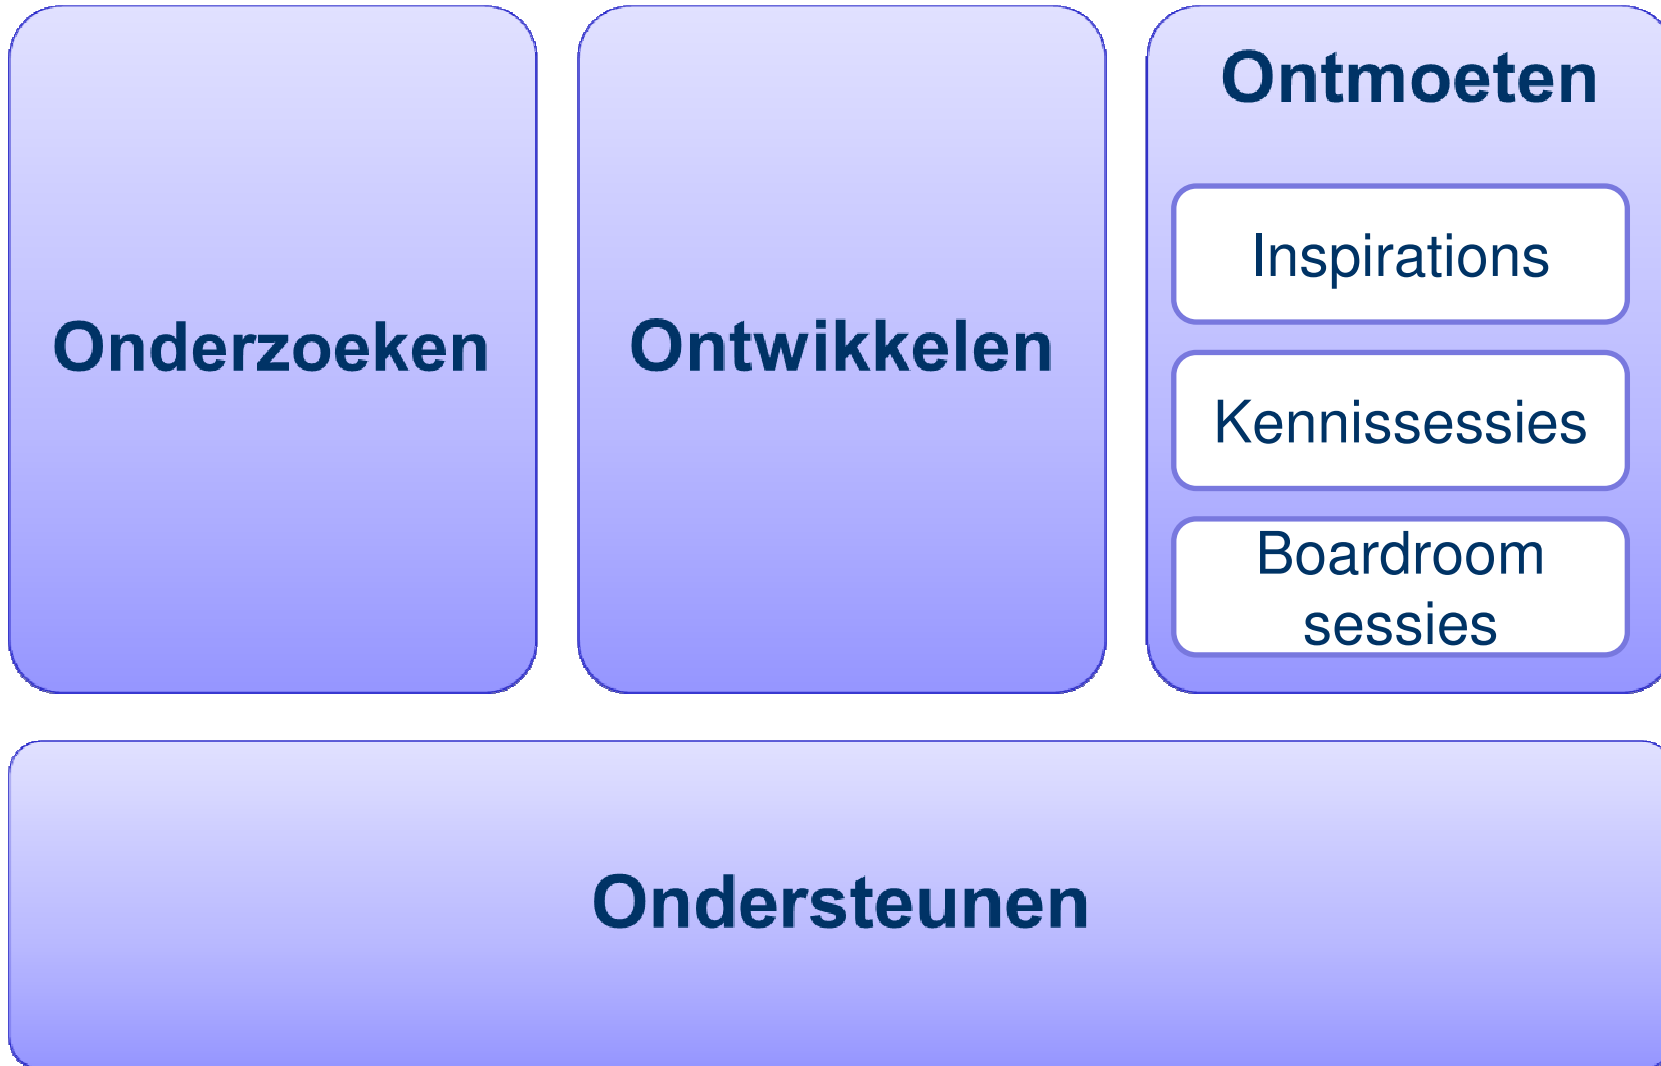 Onderzoeken
Ontwikkelen
Ontmoeten
Inspirations
Kennissessies
Boardroom
sessies
Ondersteunen